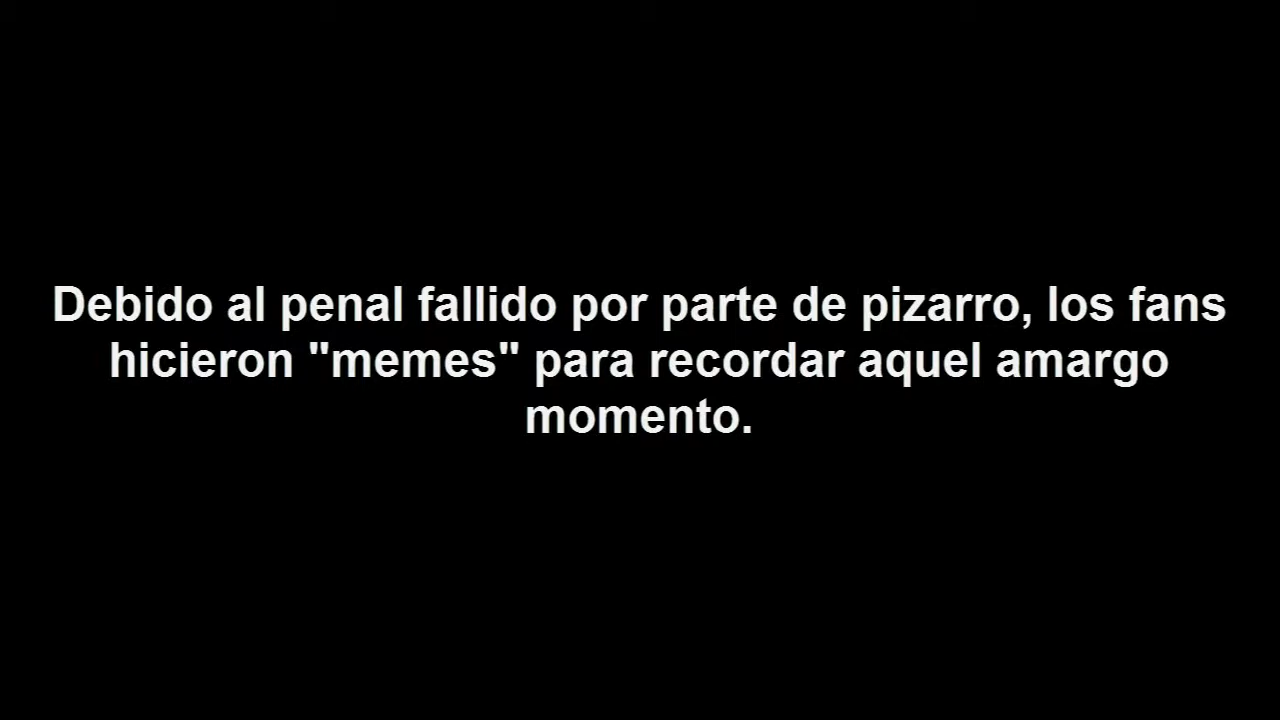 Debido al penal fallido por parte de pizarro, los fans
hicieron "memes" para recordar aquel amargo
momento.